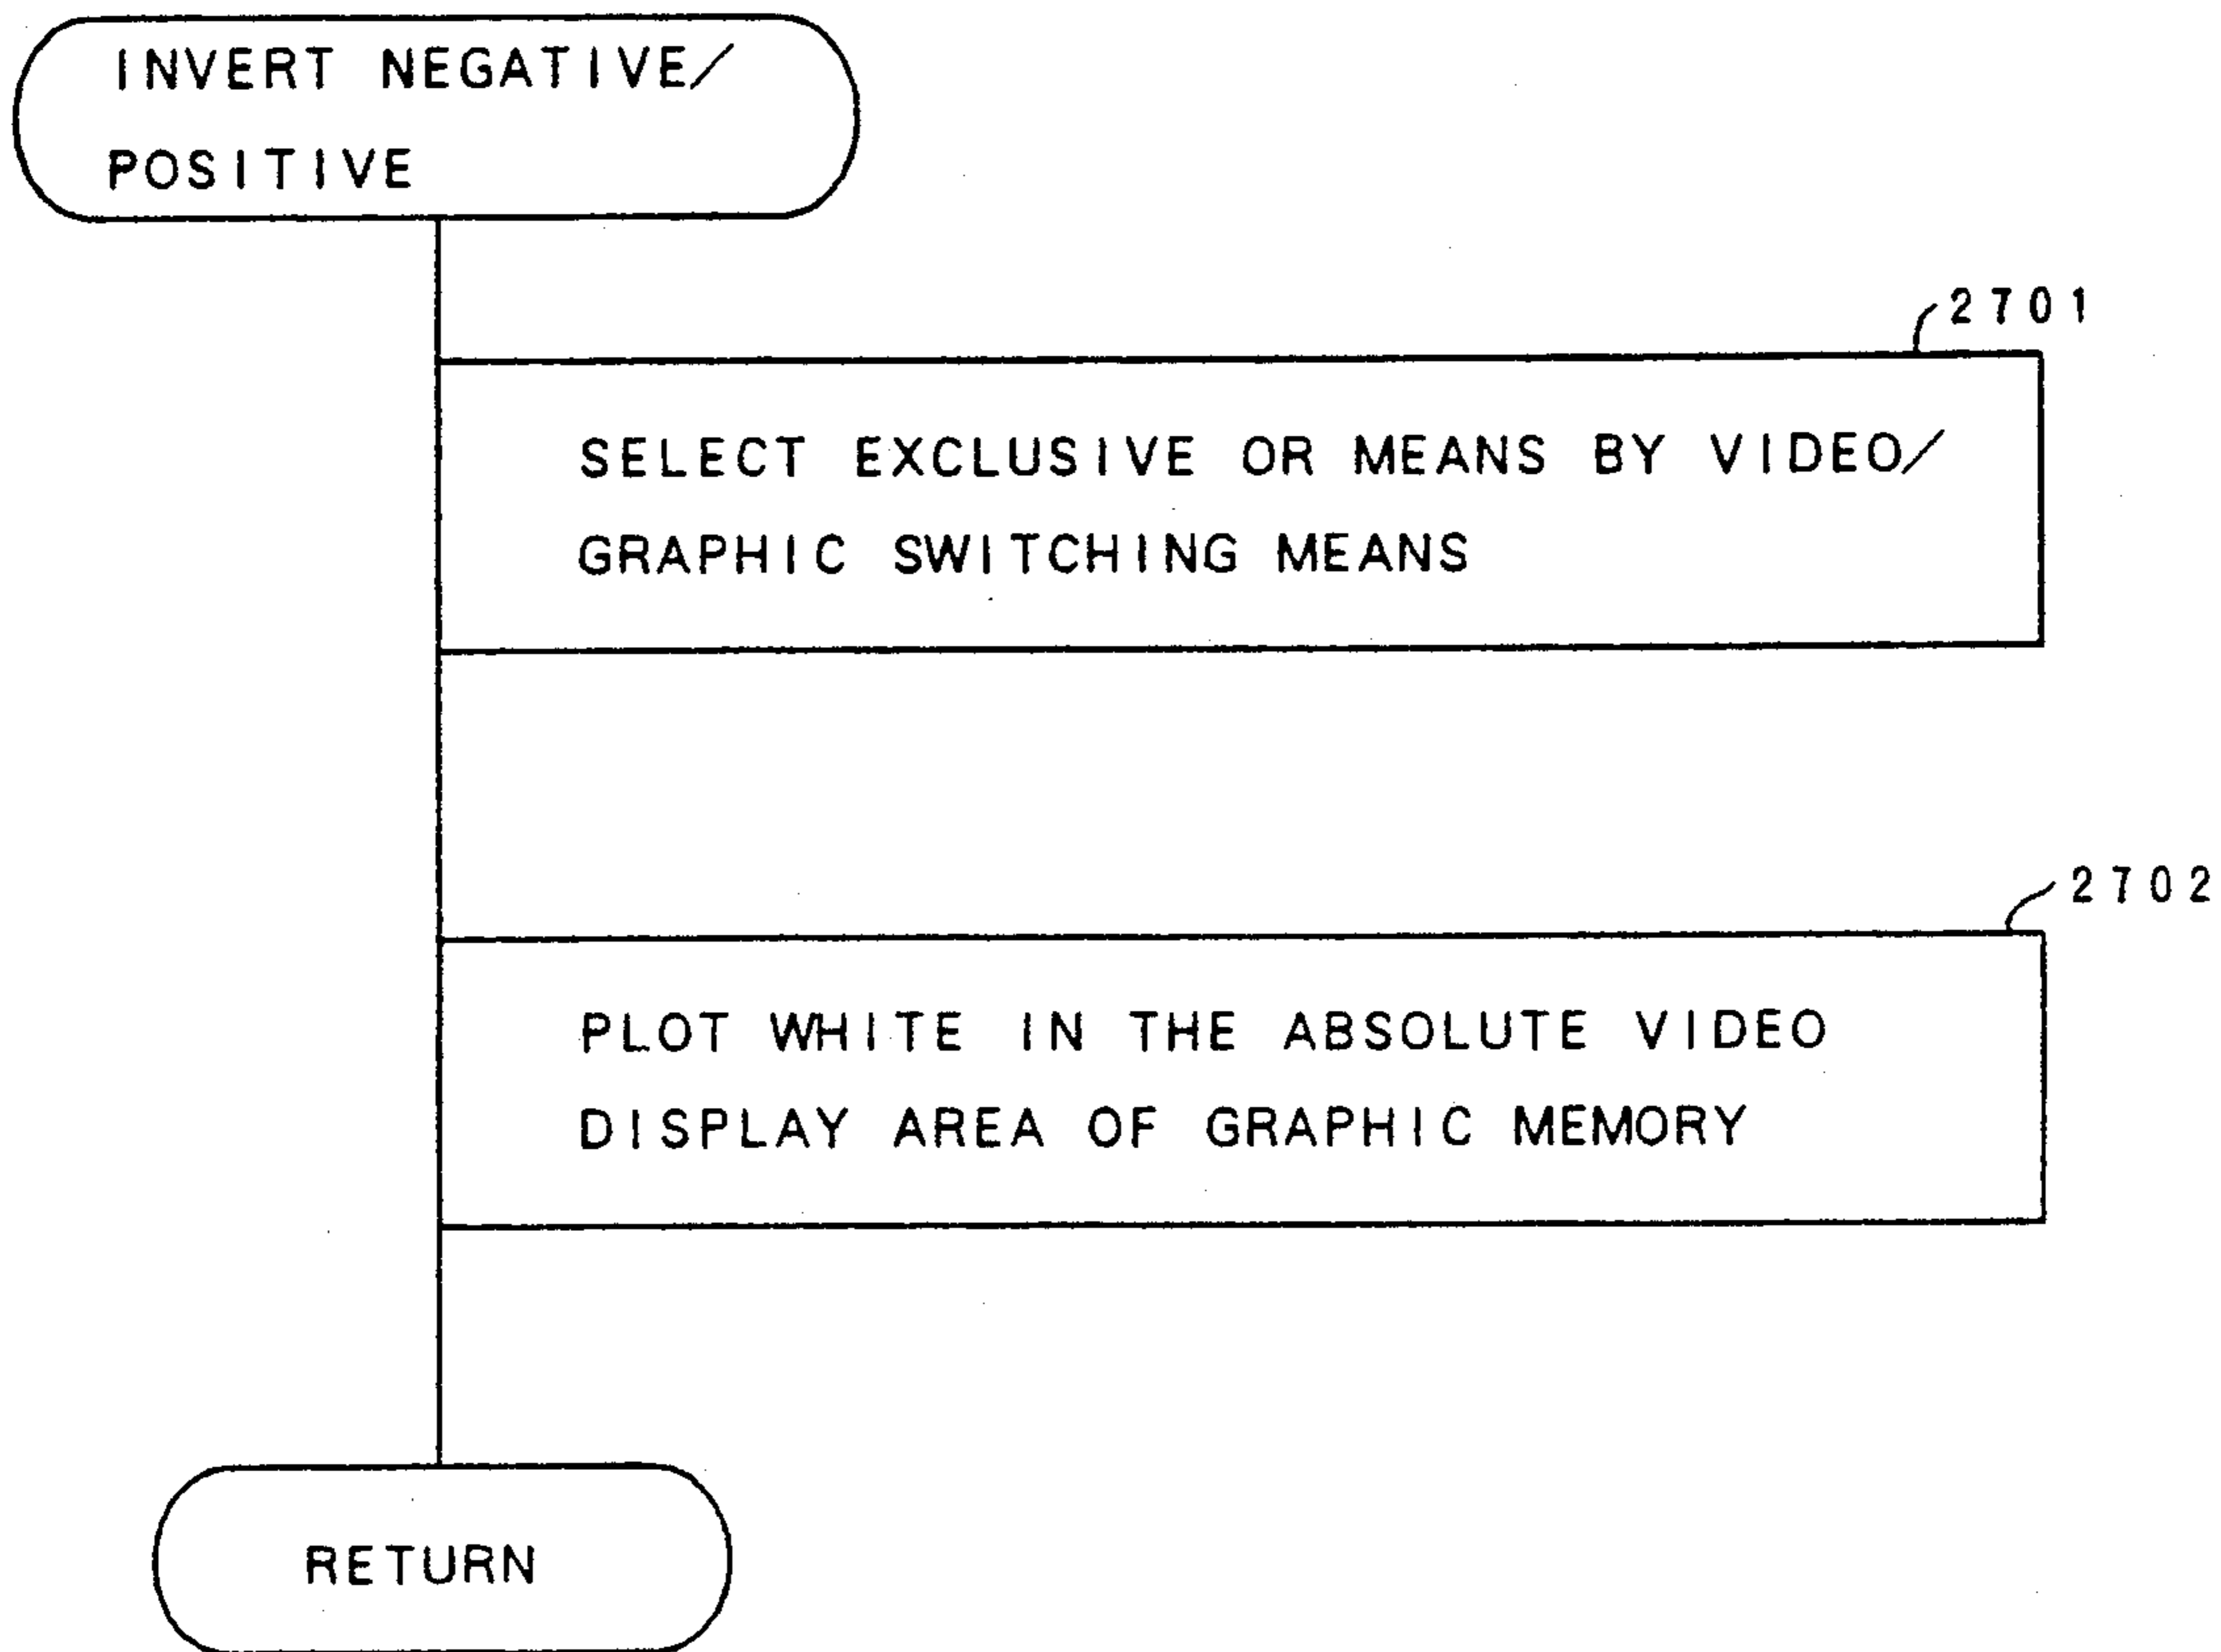 INVERT NEGATIVE/
POSITIVE
2701
SELECT EXCLUSIVE OR MEANS BY VIDEO/
GRAPHIC SWITCHING MEANS
2702
PLOT WHITE IN THE ABSOLUTE VIDEO
DISPLAY AREA OF GRAPHIC MEMORY
RETURN